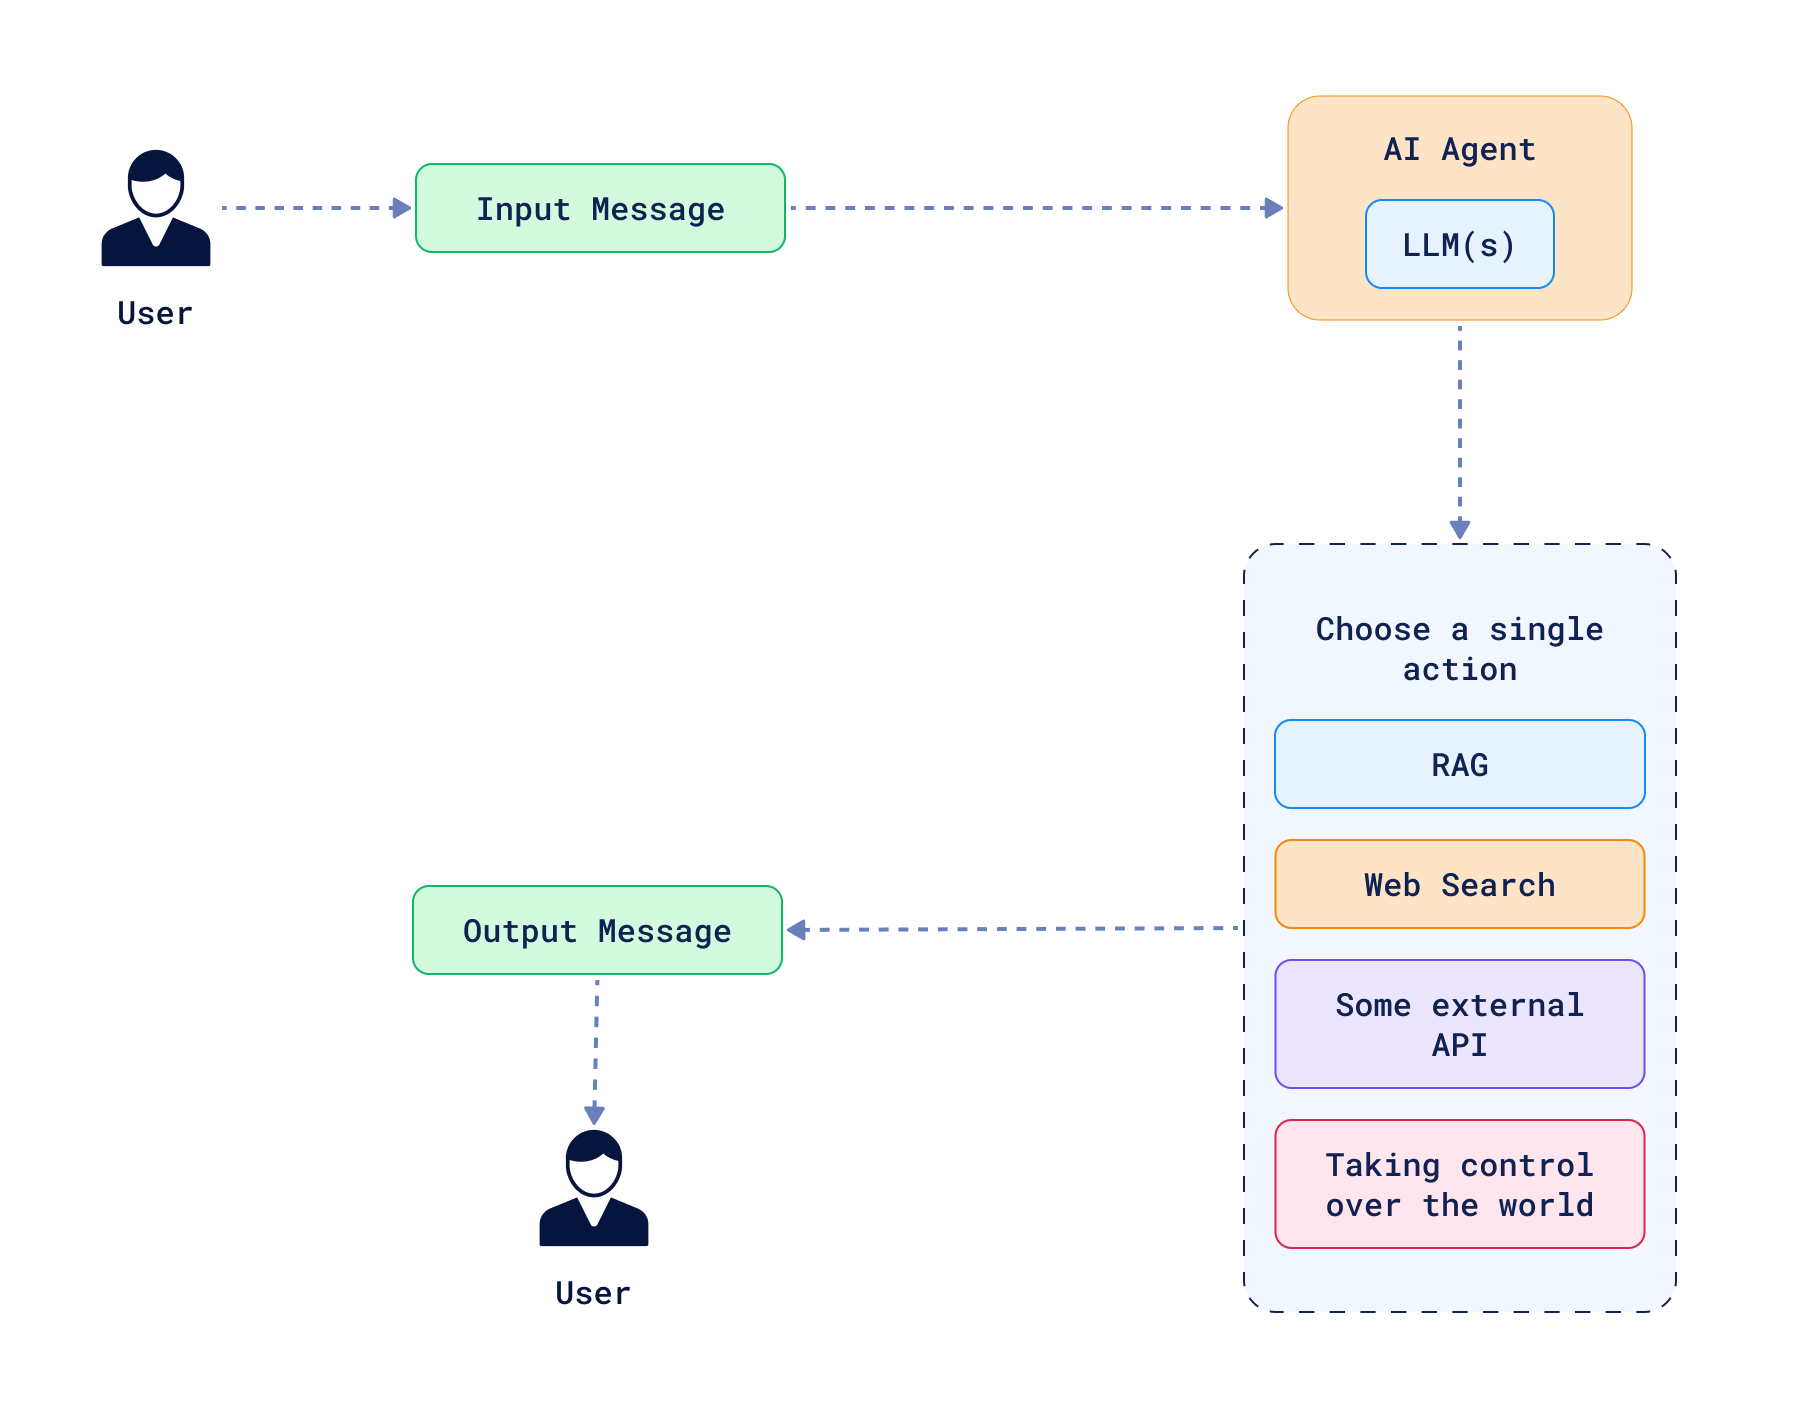 User
Input Message
AI Agent
LLM(s)
Choose a single
action
RAG
Web Search
Some external
API
Taking control
over the world
Output Message
User